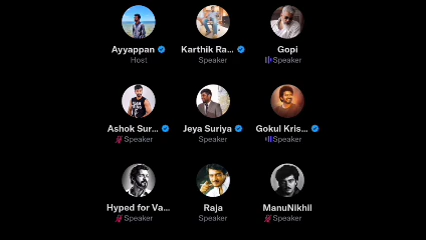 Ayyappan Karthik Ra... Gopi
Host Speaker Speaker
Ashok Sur... Jeya Suriya Gokul Kris...
Speaker Speaker Speaker
Hyped for Va... Raja ManuNikhil
Speaker Speaker Speaker